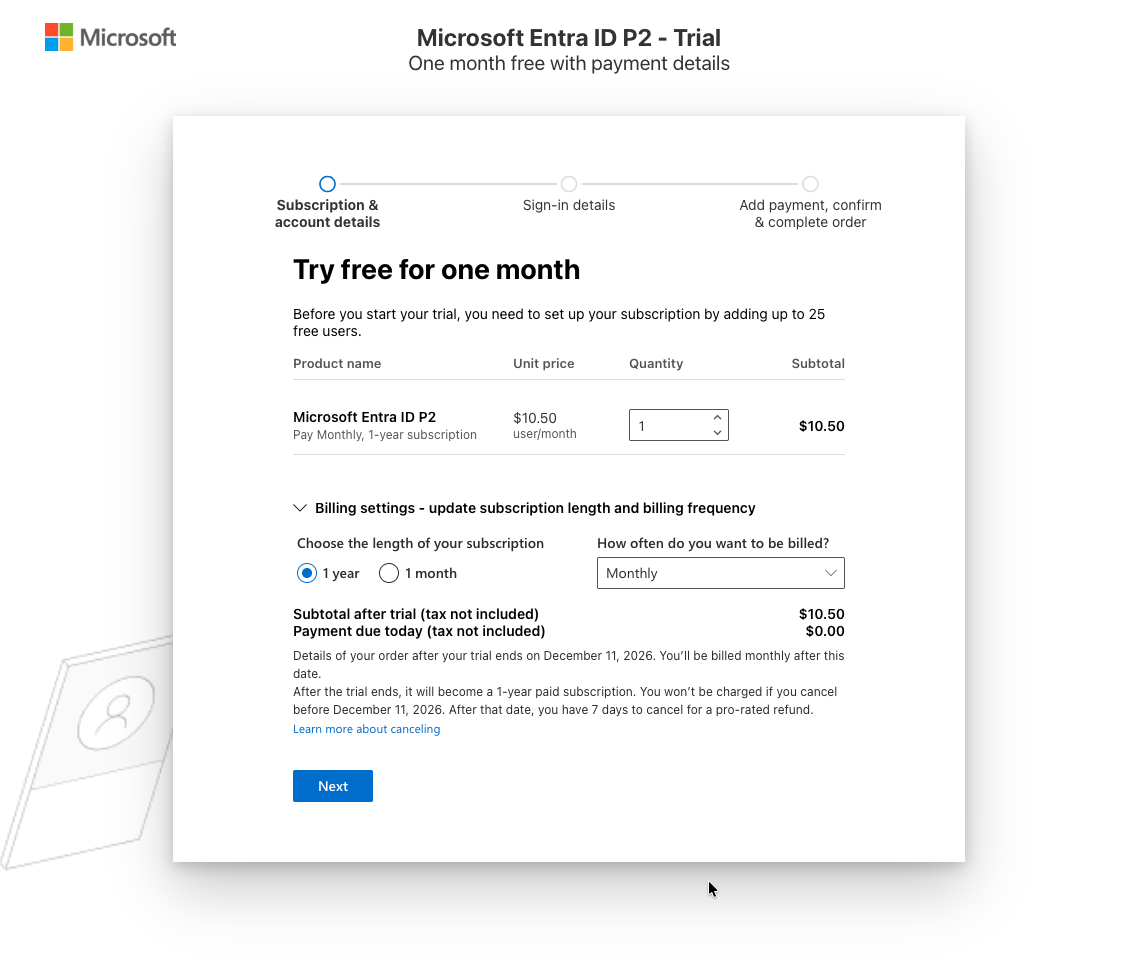 Microsoft
Microsoft Entra ID P2 - Trial
One month free with payment details
Subscription &
account details
Sign-in details
Add payment, confirm
& complete order
Try free for one month
Before you start your trial, you need to set up your subscription by adding up to 25
free users.
Product name Unit price Quantity Subtotal
Microsoft Entra ID P2
Pay Monthly, 1-year subscription
$10.50
user/month
1
$10.50
Billing settings - update subscription length and billing frequency
Choose the length of your subscription
1 year 1 month
How often do you want to be billed?
Monthly
Subtotal after trial (tax not included) $10.50
Payment due today (tax not included) $0.00
Details of your order after your trial ends on December 11, 2026. You’ll be billed monthly after this
date.
After the trial ends, it will become a 1-year paid subscription. You won’t be charged if you cancel
before December 11, 2026. After that date, you have 7 days to cancel for a pro-rated refund.
Learn more about canceling
Next